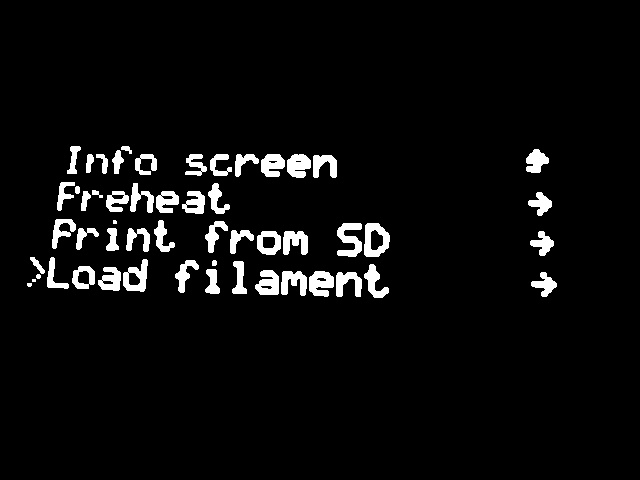 Info screen ↑
Preheat →
Print from SD →
>Load filament →